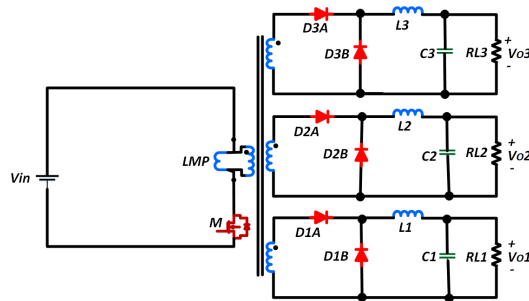 D3A
L3
D3B
C3
RL3
+
Vo3
-
D2A
L2
LMP
D2B
C2
RL2
+
Vo2
-
Vin
M
D1A
L1
D1B
C1
RL1
+
Vo1
-